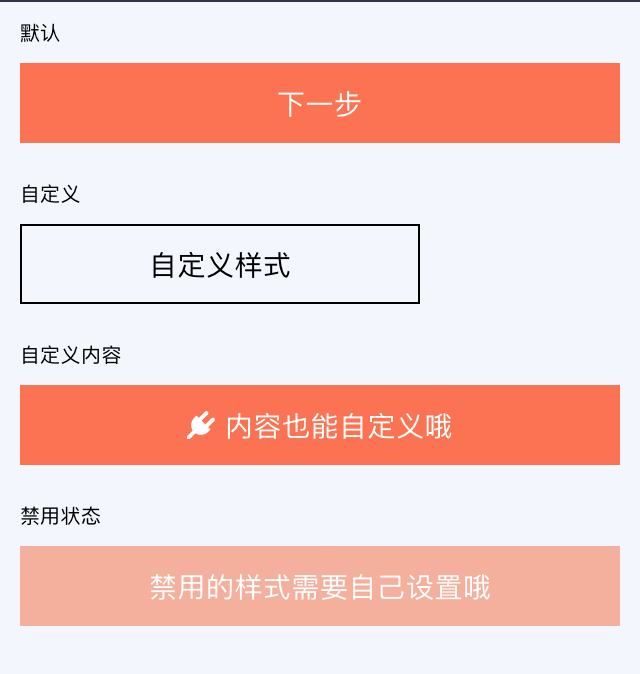 默认
下一步
自定义
自定义样式
自定义内容
内容也能自定义哦
禁用状态
禁用的样式需要自己设置哦